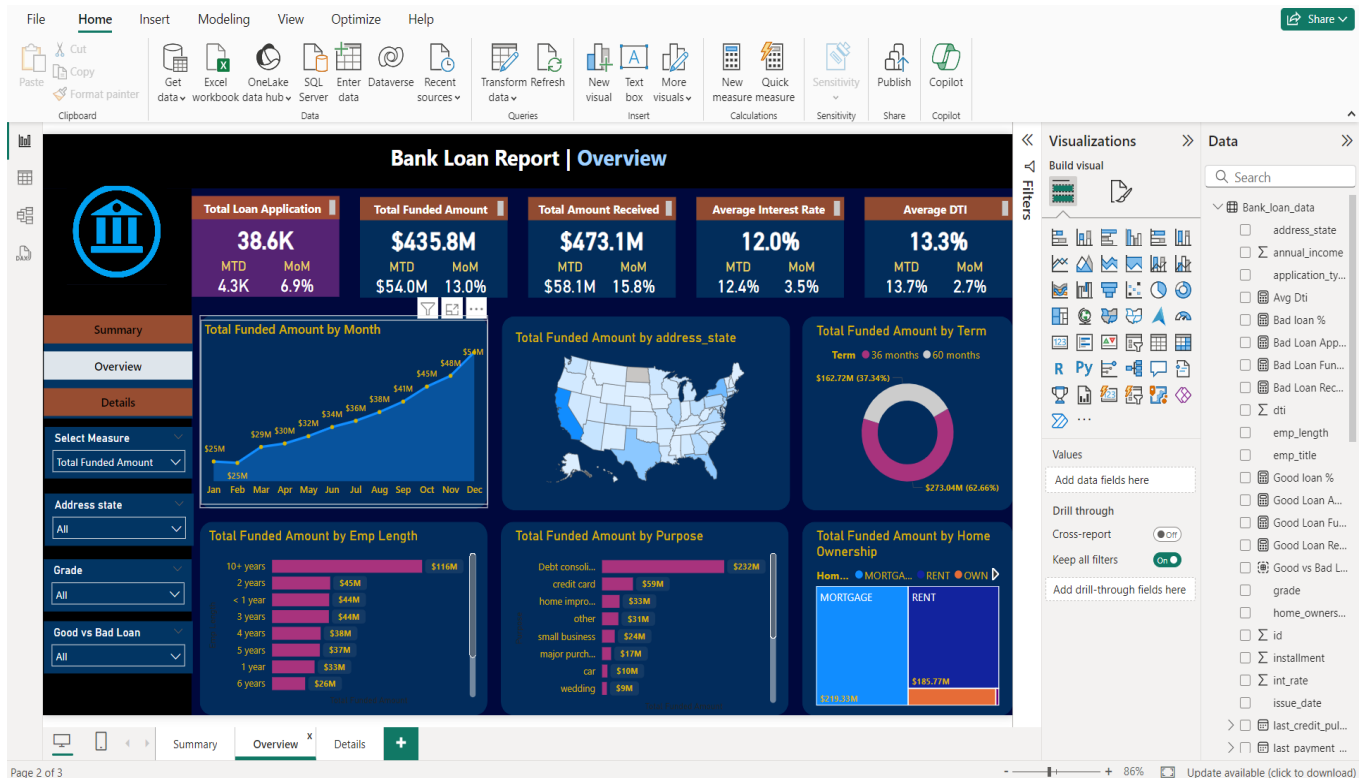 File Home Insert Modeling View Optimize Help
Share
Paste
Cut
Copy
Format painter
Clipboard
Get data
Excel workbook
OneLake data hub
SQL Server
Enter data
Dataverse
Recent sources
Data
Transform data
Refresh
Queries
New visual
Text box
More visuals
Insert
New measure
Quick measure
Calculations
Sensitivity
Sensitivity
Publish
Share
Copilot
Copilot
Bank Loan Report | Overview
Total Loan Application
38.6K
MTD MoM
4.3K 6.9%
Total Funded Amount
$435.8M
MTD MoM
$54.0M 13.0%
Total Amount Received
$473.1M
MTD MoM
$58.1M 15.8%
Average Interest Rate
12.0%
MTD MoM
12.4% 3.5%
Average DTI
13.3%
MTD MoM
13.7% 2.7%
Summary
Overview
Details
Select Measure
Total Funded Amount
Address state
All
Grade
All
Good vs Bad Loan
All
Total Funded Amount by Month
$25M
$25M
$29M
$30M
$32M
$34M
$36M
$38M
$41M
$45M
$48M
$54M
Jan Feb Mar Apr May Jun Jul Aug Sep Oct Nov Dec
Total Funded Amount by address_state
Total Funded Amount by Term
Term 36 months 60 months
$162.72M (37.34%)
$273.04M (62.66%)
Total Funded Amount by Emp Length
10+ years $116M
2 years $45M
< 1 year $44M
3 years $44M
4 years $38M
5 years $37M
1 year $33M
6 years $26M
Total Funded Amount by Purpose
Debt consoli... $232M
credit card $59M
home impro... $33M
other $31M
small business $24M
major purch... $17M
car $10M
wedding $9M
Total Funded Amount by Home
Ownership
Hom... MORTGA... RENT OWN
MORTGAGE
$219.33M
RENT
$185.77M
Filters
Visualizations
Build visual
R Py
Values
Add data fields here
Drill through
Cross-report Off
Keep all filters On
Add drill-through fields here
Data
Search
Bank_loan_data
address_state
annual_income
application_ty...
Avg Dti
Bad loan %
Bad Loan App...
Bad Loan Fun...
Bad Loan Rec...
dti
emp_length
emp_title
Good loan %
Good Loan A...
Good Loan Fu...
Good Loan Re...
Good vs Bad L...
grade
home_owners...
id
installment
int_rate
issue_date
last_credit_pul...
last_payment_...
Summary Overview x Details +
Page 2 of 3
- + 86% Update available (click to download)